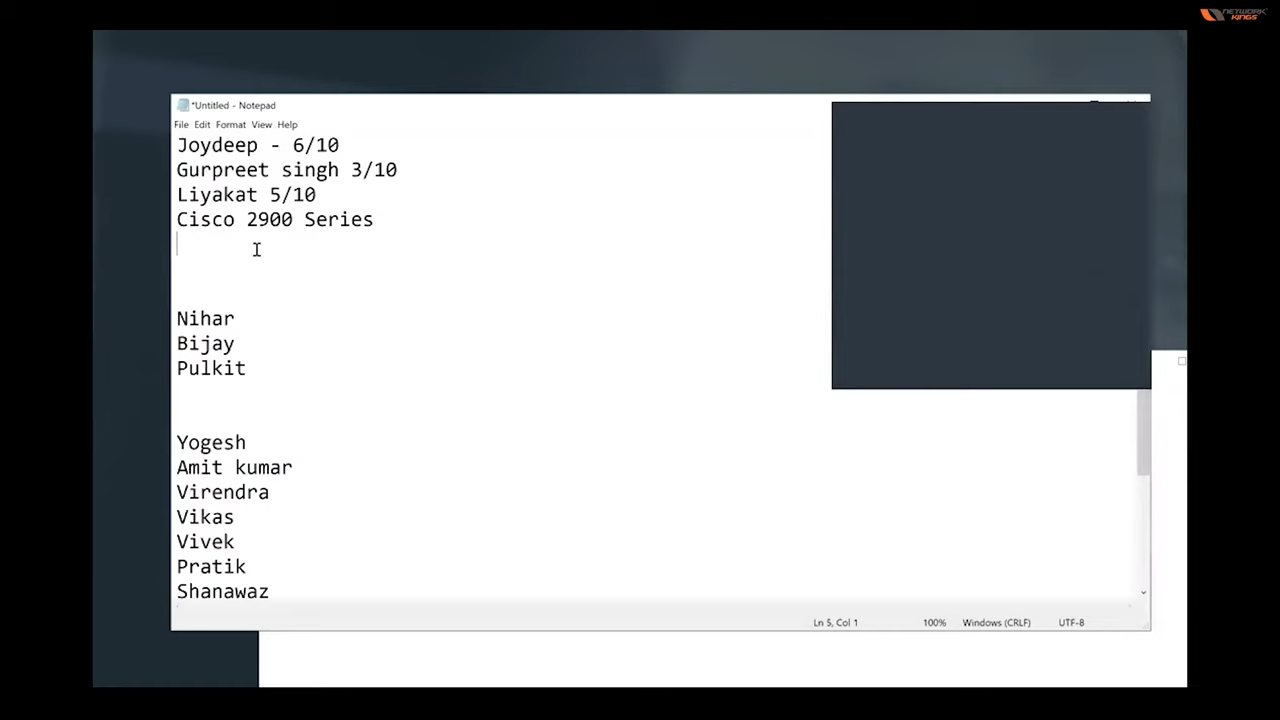 NETWORK
KINGS
*Untitled - Notepad
File Edit Format View Help
Joydeep - 6/10
Gurpreet singh 3/10
Liyakat 5/10
Cisco 2900 Series
Nihar
Bijay
Pulkit
Yogesh
Amit kumar
Virendra
Vikas
Vivek
Pratik
Shanawaz
Ln 5, Col 1 100% Windows (CRLF) UTF-8